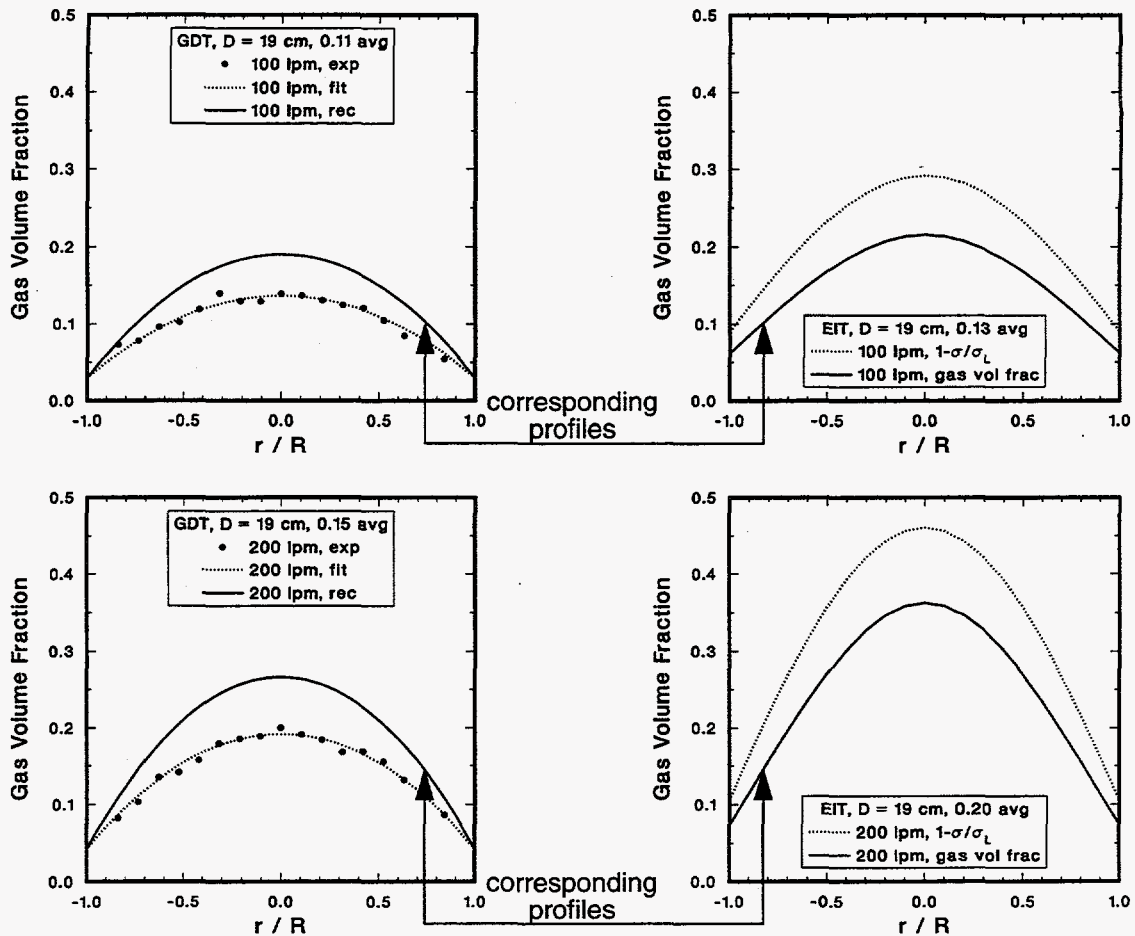 0.5
0.4
0.3
0.2
0.1
0.0
Gas Volume Fraction
GDT, D = 19 cm, 0.11 avg
100 lpm, exp
100 lpm, fit
100 lpm, rec
-1.0 -0.5 0.0 0.5 1.0
r / R
0.5
0.4
0.3
0.2
0.1
0.0
Gas Volume Fraction
EIT, D = 19 cm, 0.13 avg
100 lpm, 1-σ/σL
100 lpm, gas vol frac
-1.0 -0.5 0.0 0.5 1.0
r / R
corresponding
profiles
0.5
0.4
0.3
0.2
0.1
0.0
Gas Volume Fraction
GDT, D = 19 cm, 0.15 avg
200 lpm, exp
200 lpm, fit
200 lpm, rec
-1.0 -0.5 0.0 0.5 1.0
r / R
0.5
0.4
0.3
0.2
0.1
0.0
Gas Volume Fraction
EIT, D = 19 cm, 0.20 avg
200 lpm, 1-σ/σL
200 lpm, gas vol frac
-1.0 -0.5 0.0 0.5 1.0
r / R
corresponding
profiles